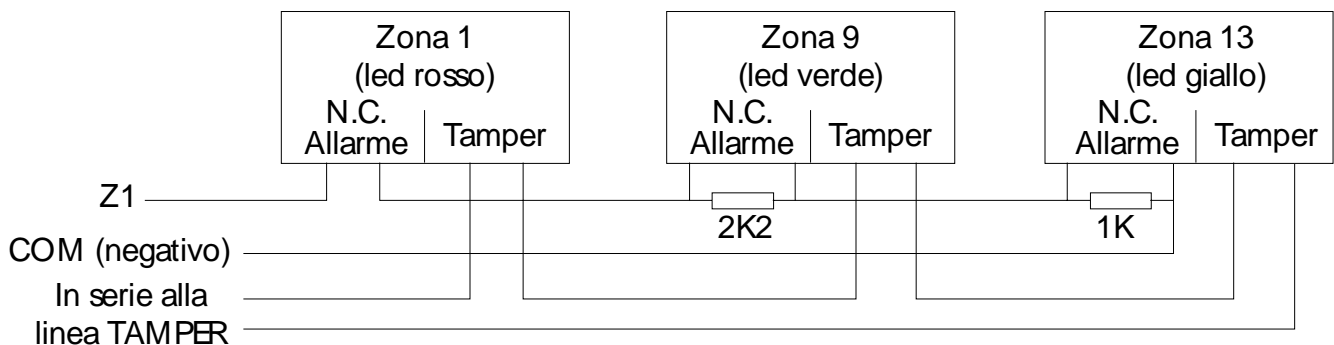 Zona 1
(led rosso)
N.C.
Allarme
Tamper
Zona 9
(led verde)
N.C.
Allarme
Tamper
Zona 13
(led giallo)
N.C.
Allarme
Tamper
Z1
2K2
1K
COM (negativo)
In serie alla
linea TAMPER